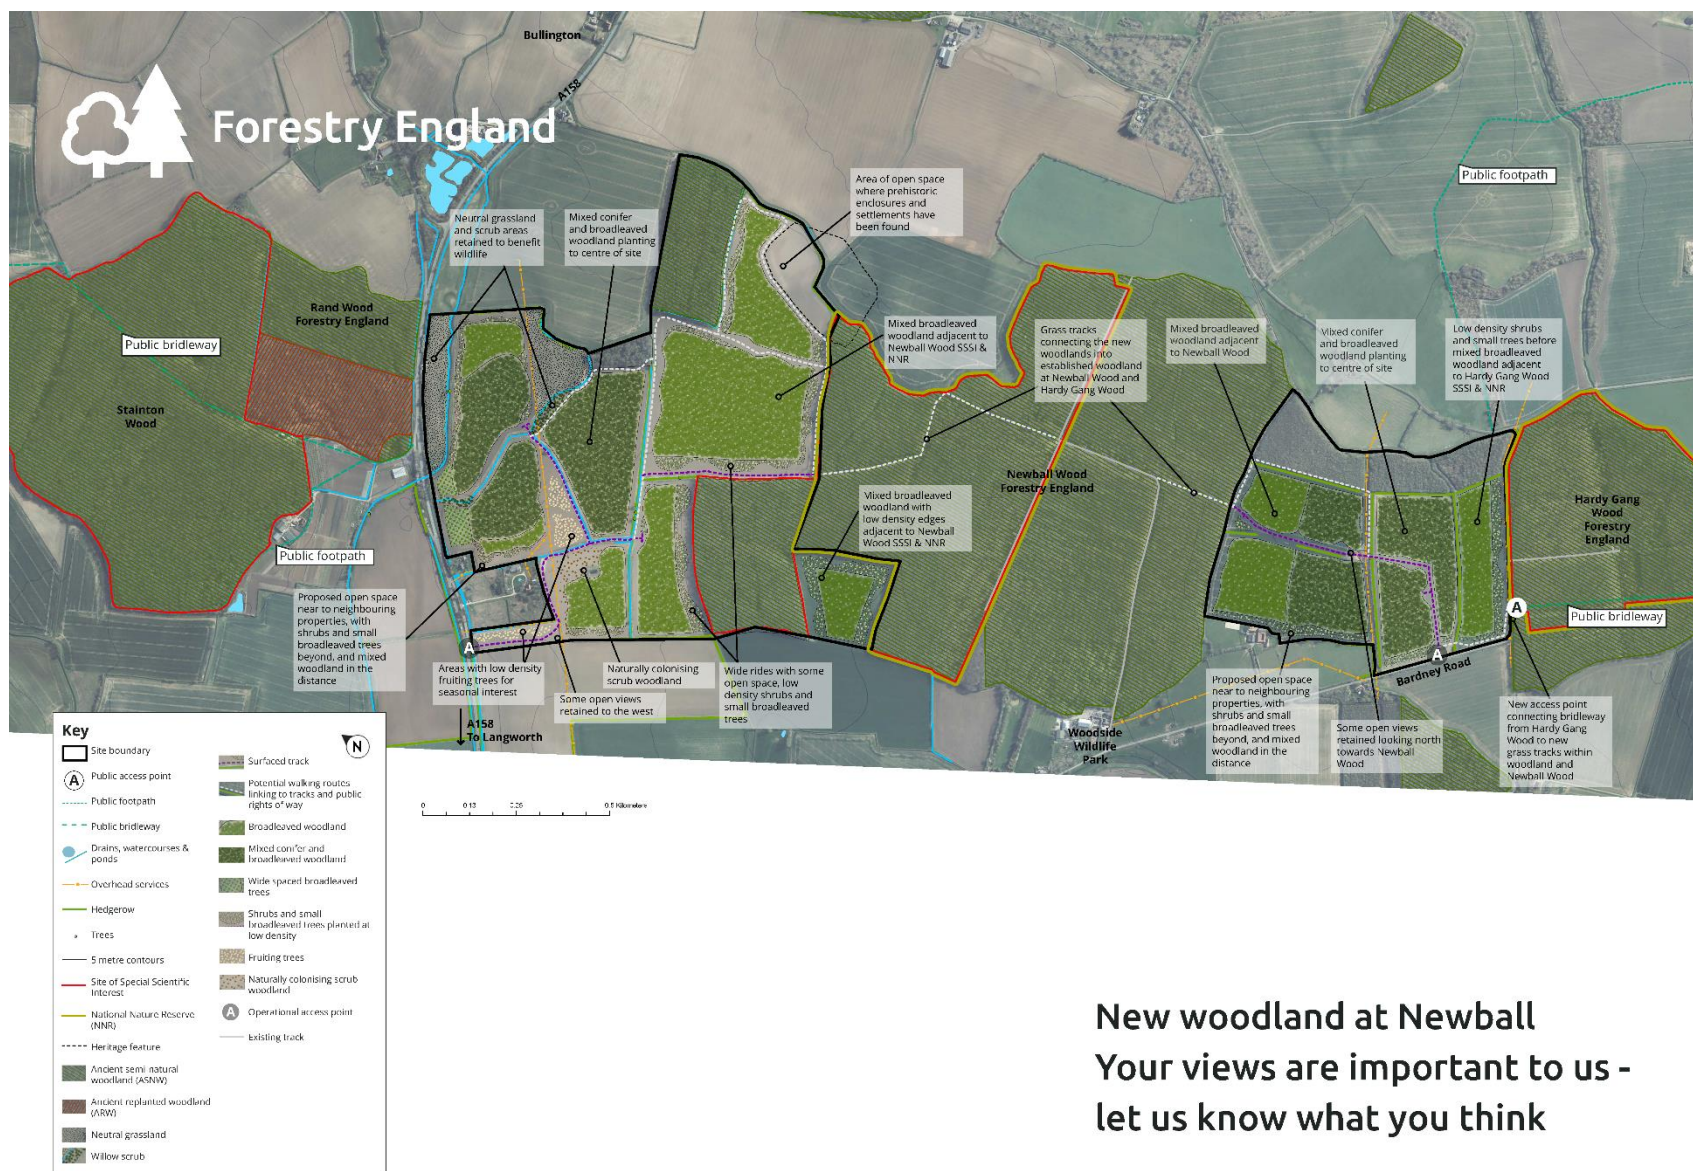 Bullington
A158
Forestry England
Public footpath
Area of open space
where prehistoric
enclosures and
settlements have
been found
Neutral grassland
and scrub areas
retained to benefit
wildlife
Mixed conifer
and broadleaved
woodland planting
to centre of site
Rand Wood
Forestry England
Public bridleway
Stainton
Wood
Mixed broadleaved
woodland adjacent to
Newball Wood SSSI &
NNR
Grass tracks
connecting the new
woodlands into
established woodland
at Newball Wood and
Hardy Gang Wood
Mixed broadleaved
woodland adjacent
to Newball Wood
Mixed conifer
and broadleaved
woodland planting
to centre of site
Low density shrubs
and small trees before
mixed broadleaved
woodland adjacent
to Hardy Gang Wood
SSSI & NNR
Newball Wood
Forestry England
Mixed broadleaved
woodland with
low density edges
adjacent to Newball
Wood SSSI & NNR
Hardy Gang
Wood
Forestry
England
Public footpath
A
Public bridleway
A
A
Bardney Road
Proposed open space
near to neighbouring
properties, with
shrubs and small
broadleaved trees
beyond, and mixed
woodland in the
distance
Areas with low density
fruiting trees for
seasonal interest
Some open views
retained to the west
Naturally colonising
scrub woodland
Wide rides with some
open space, low
density shrubs and
small broadleaved
trees
Woodside
Wildlife
Park
Proposed open space
near to neighbouring
properties, with
shrubs and small
broadleaved trees
beyond, and mixed
woodland in the
distance
Some open views
retained looking north
towards Newball
Wood
New access point
connecting bridleway
from Hardy Gang
Wood to new
grass tracks within
woodland and
Newball Wood
A158
To Langworth
Key
N
Site boundary
A
Public access point
Public footpath
Public bridleway
Drains, watercourses &
ponds
Overhead services
Hedgerow
Trees
5 metre contours
Site of Special Scientific
Interest
National Nature Reserve
(NNR)
Heritage feature
Ancient semi natural
woodland (ASNW)
Ancient replanted woodland
(ARW)
Neutral grassland
Willow scrub
Surfaced track
Potential walking routes
linking to tracks and public
rights of way
Broadleaved woodland
Mixed conifer and
broadleaved woodland
Wide spaced broadleaved
trees
Shrubs and small
broadleaved trees planted at
low density
Fruiting trees
Naturally colonising scrub
woodland
A
Operational access point
Existing track
0 0.13 0.25 0.5 Kilometers
New woodland at Newball
Your views are important to us -
let us know what you think